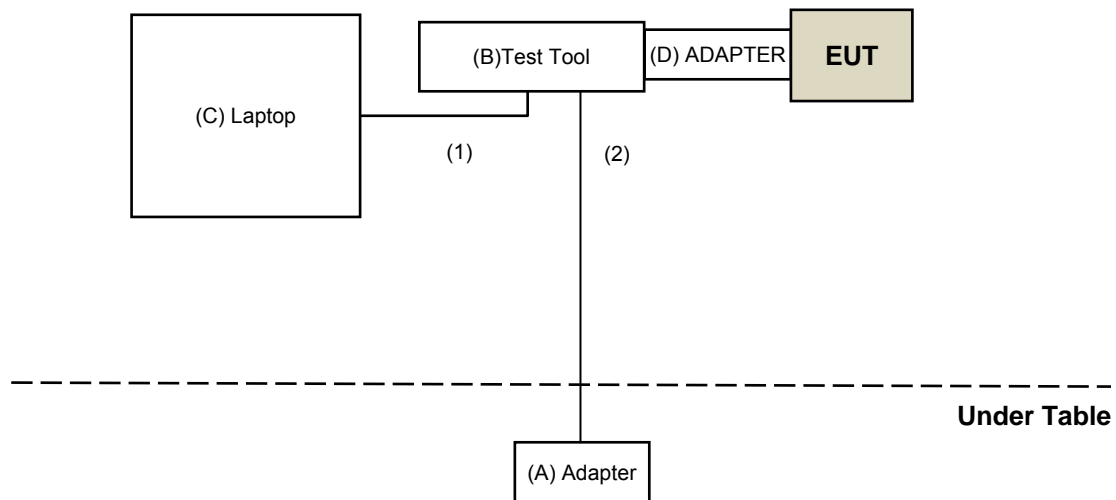 (B)Test Tool
(D) ADAPTER
EUT
(C) Laptop
(1)
(2)
Under Table
(A) Adapter